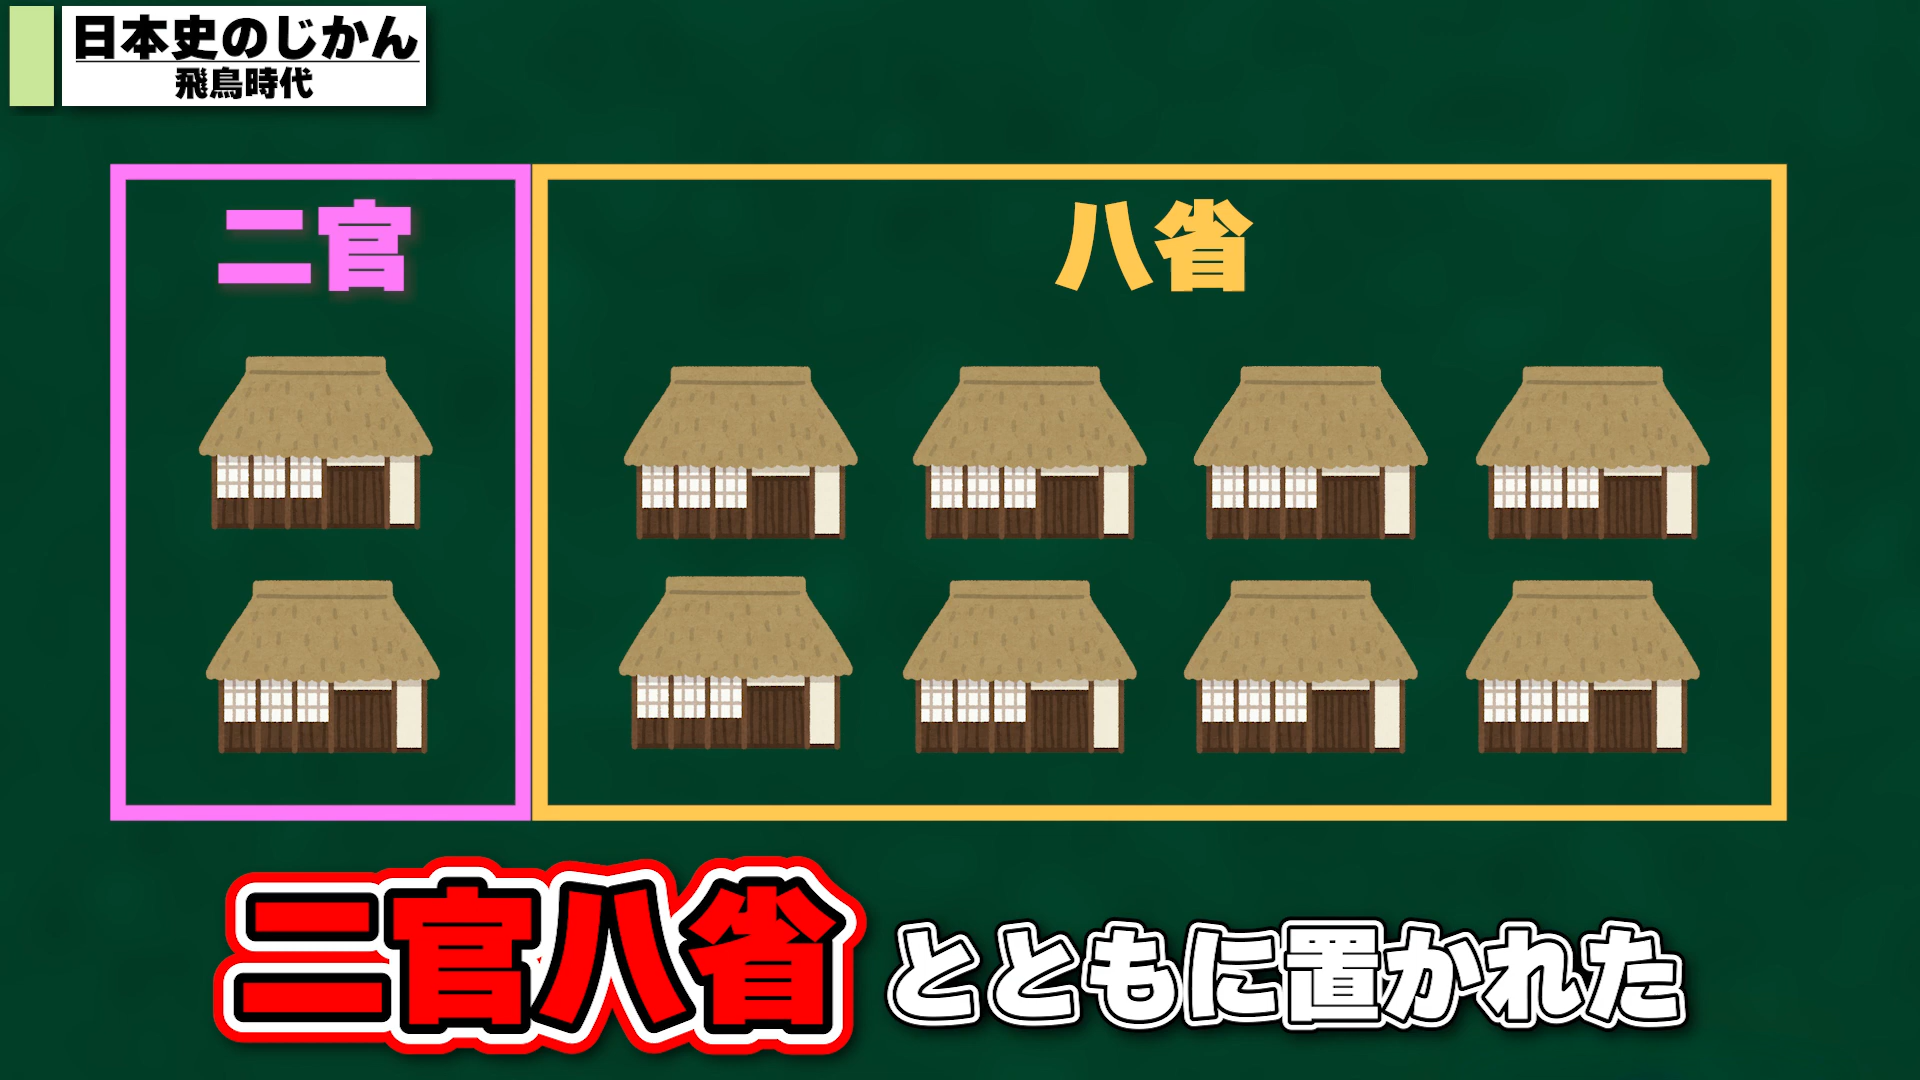 日本史のじかん
飛鳥時代
二官
八省
二官八省とともに置かれた